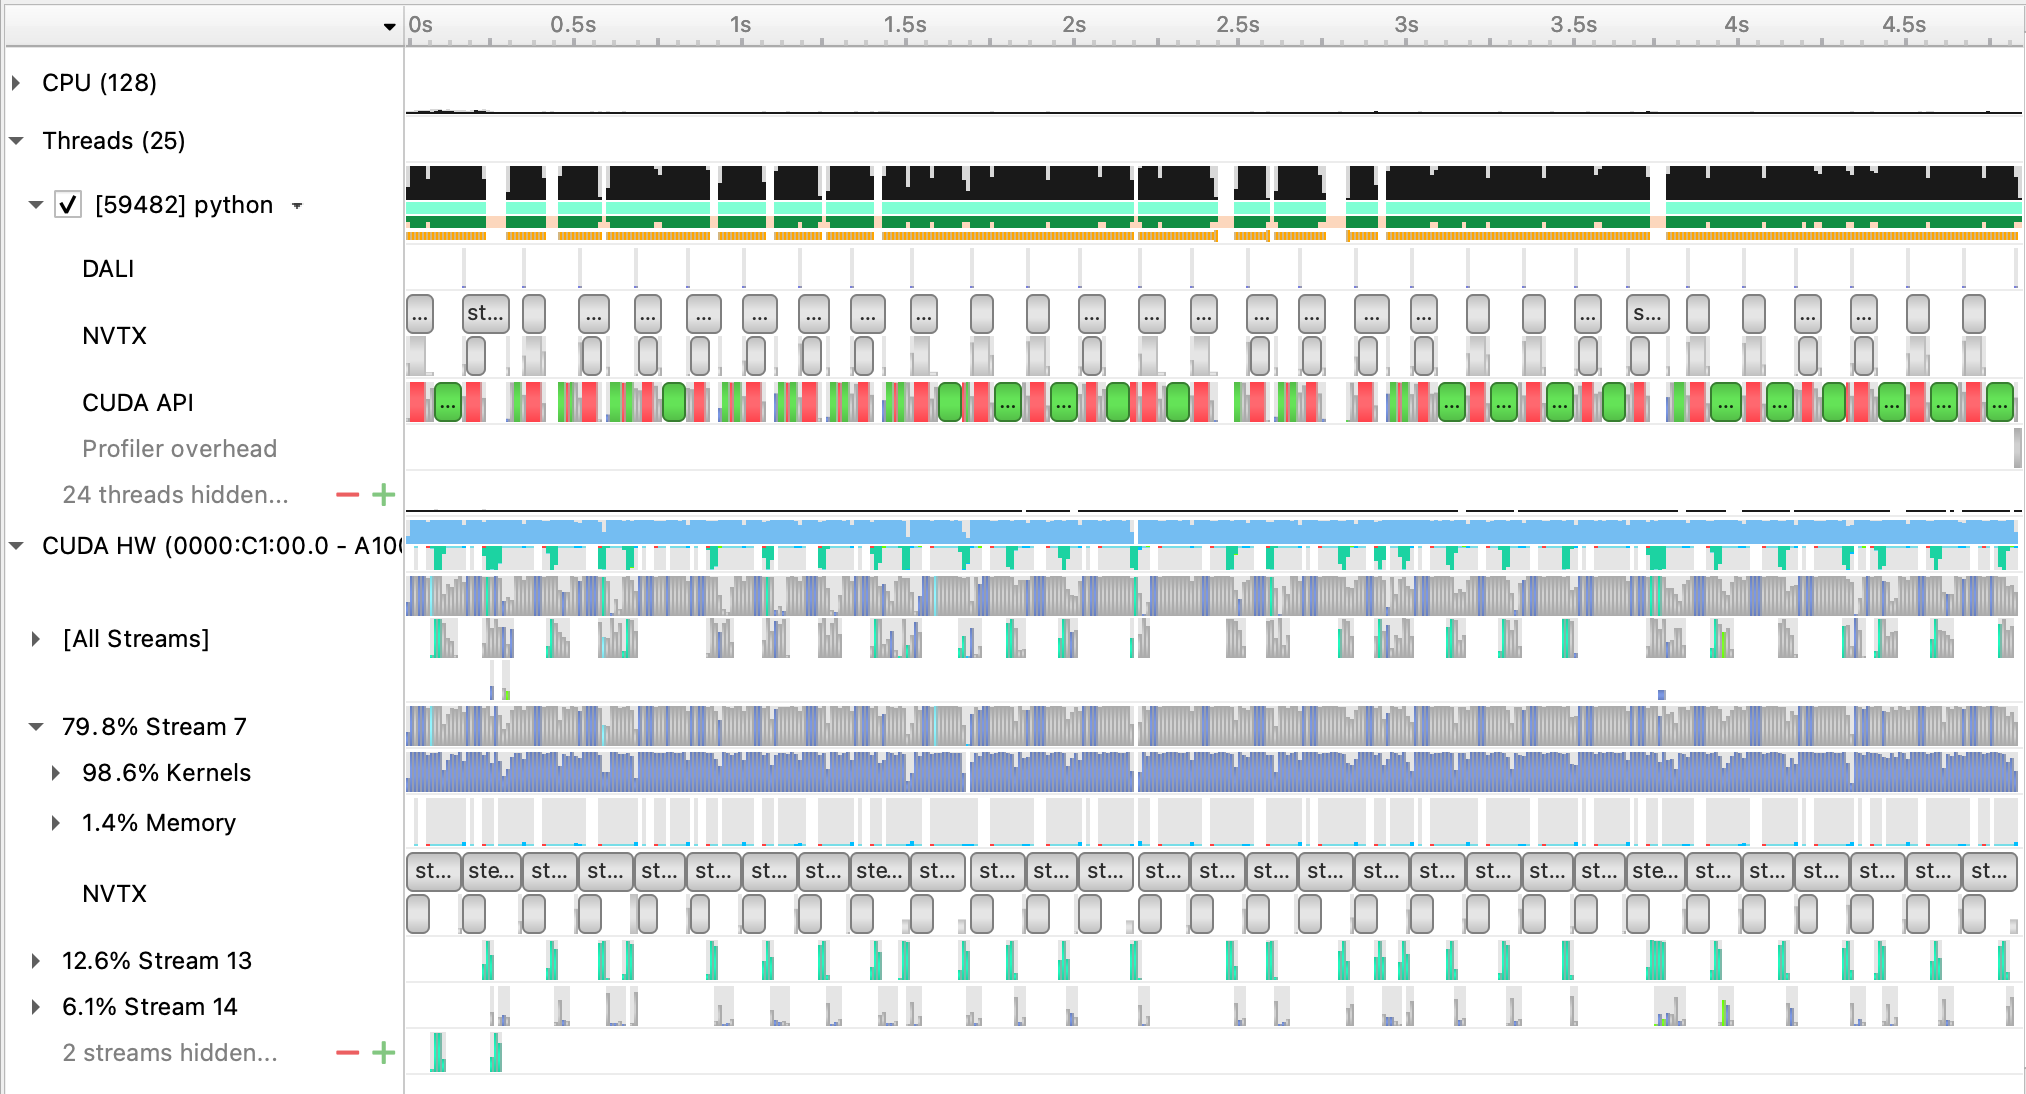 0s 0.5s 1s 1.5s 2s 2.5s 3s 3.5s 4s 4.5s
CPU (128)
Threads (25)
[59482] python
DALI
... st... ... ... ... ... ... ... ... ... ... ... ... ... ... ... ... s... ... ...
NVTX
CUDA API
... ... ... ... ... ... ... ... ... ... ...
Profiler overhead
24 threads hidden...
CUDA HW (0000:C1:00.0 - A10
[All Streams]
79.8% Stream 7
98.6% Kernels
1.4% Memory
st... ste... st... st... st... st... st... st... ste... st... st... st... st... st... st... st... st... st... st... st... st... st... ste... st... st... st... st... st... st...
NVTX
12.6% Stream 13
6.1% Stream 14
2 streams hidden...